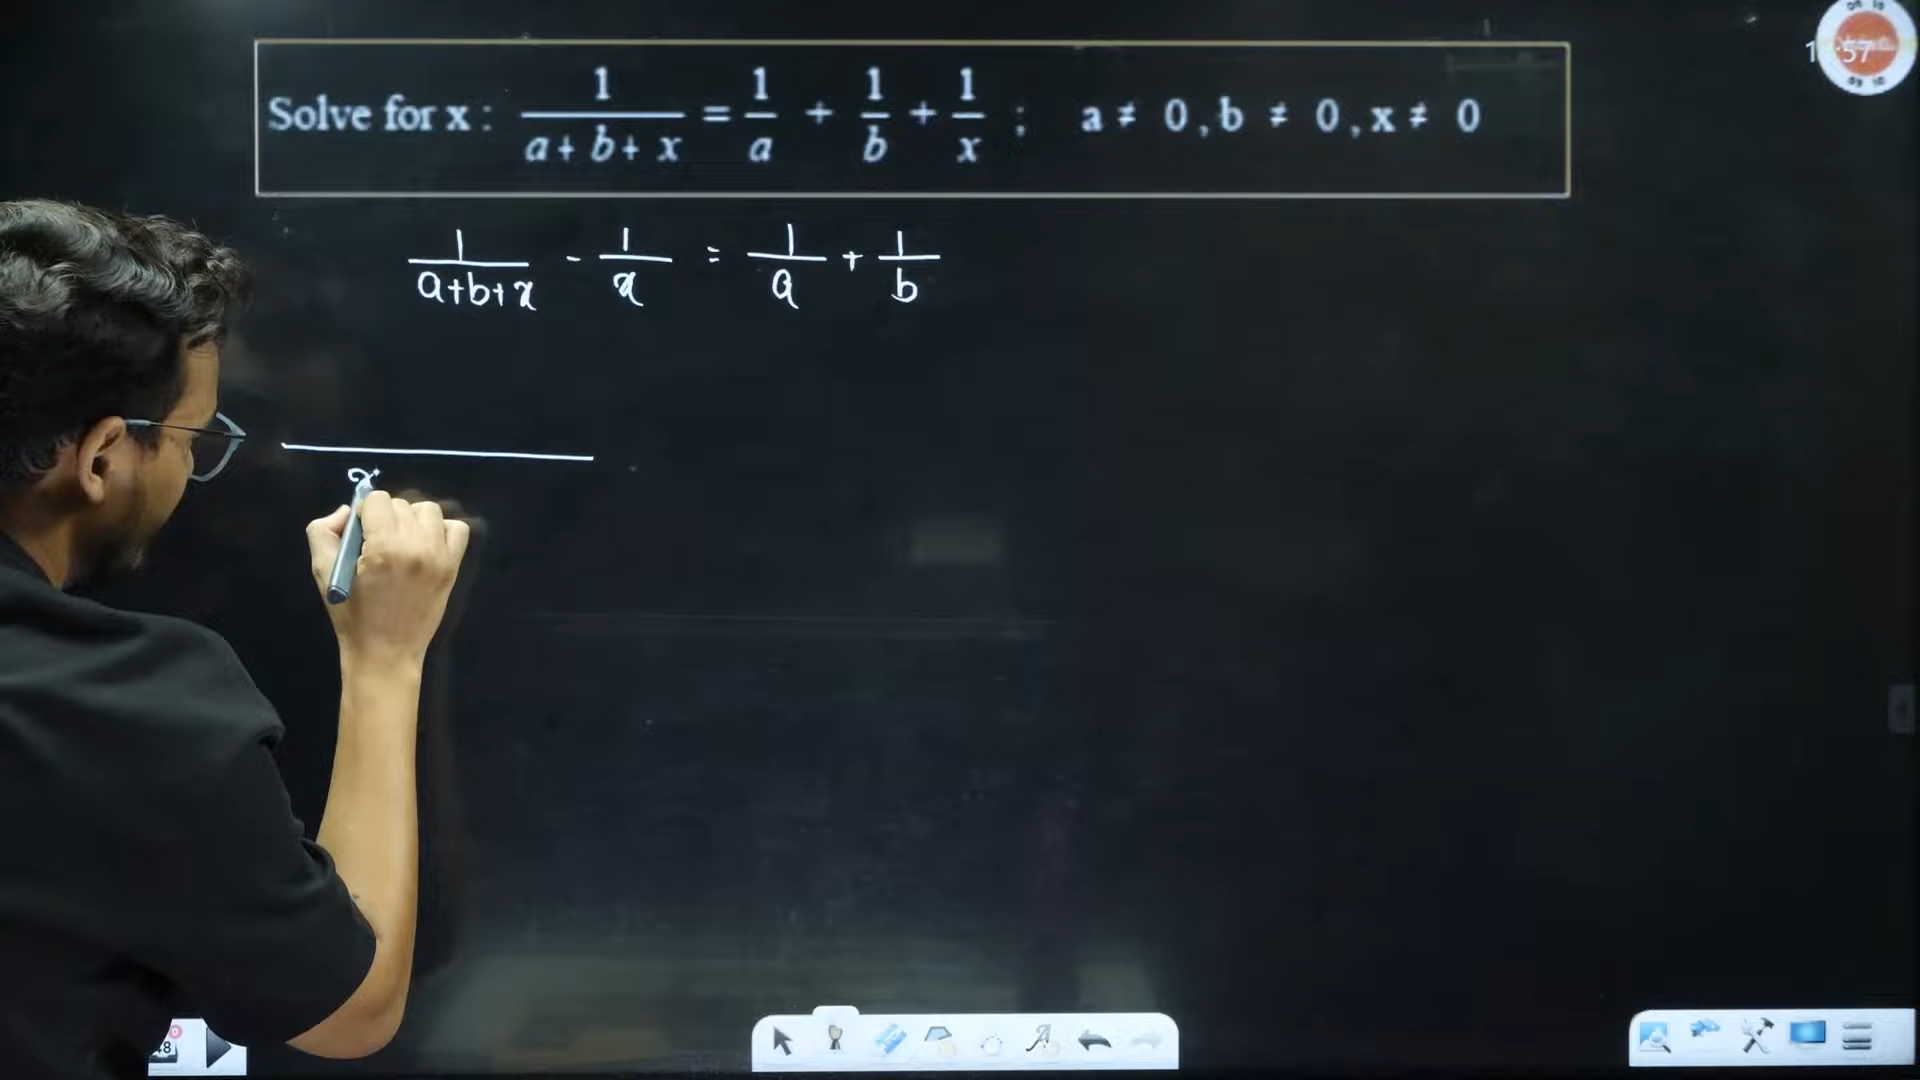 Solve for x : 1/(a + b + x) = 1/a + 1/b + 1/x ; a ≠ 0 , b ≠ 0 , x ≠ 0
1/(a+b+x) - 1/x = 1/a + 1/b
x